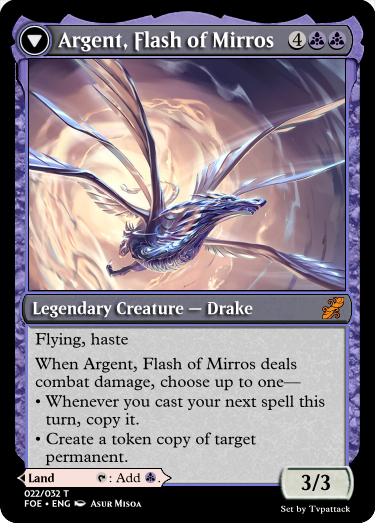 Argent, Flash of Mirros 4
Legendary Creature — Drake
Flying, haste
When Argent, Flash of Mirros deals
combat damage, choose up to one—
• Whenever you cast your next spell this
turn, copy it.
• Create a token copy of target
permanent.
Land : Add .
3/3
022/032 T
FOE • ENG Asur Misoa
Set by Tvpattack